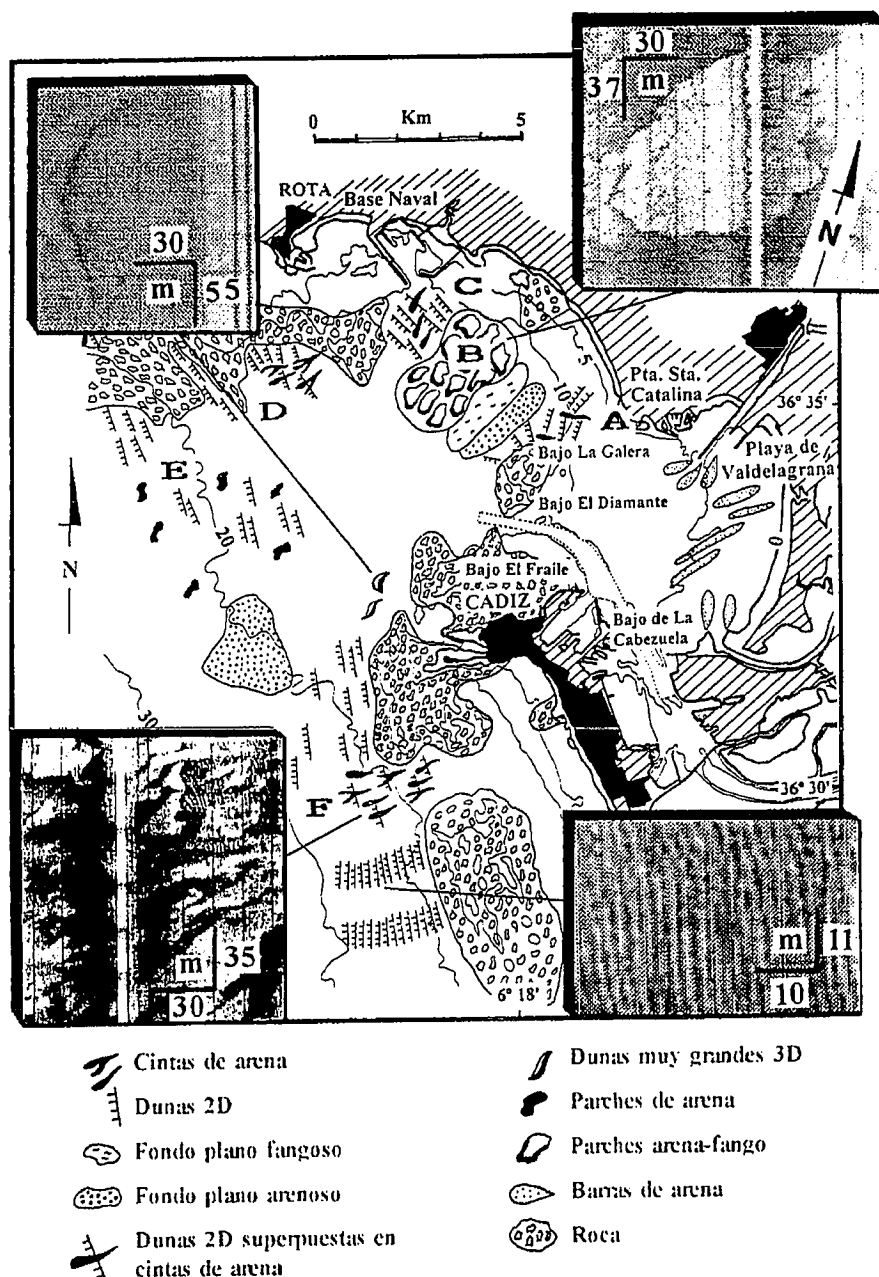 30
37
m
Km
0
5
30
m
55
N
ROTA
Base Naval
C
B
5
10
Pta. Sta.
Catalina
36° 35'
A
D
Bajo La Galera
Playa de
Valdelagrana
E
Bajo El Diamante
0
20
N
Bajo El Fraile
CADIZ
Bajo de La
Cabezuela
30
36° 30'
F
m
35
30
m
11
10
6° 18'
Cintas de arena
Dunas 2D
Fondo plano fangoso
Fondo plano arenoso
Dunas 2D superpuestas en
cintas de arena
Dunas muy grandes 3D
Parches de arena
Parches arena-fango
Barras de arena
Roca